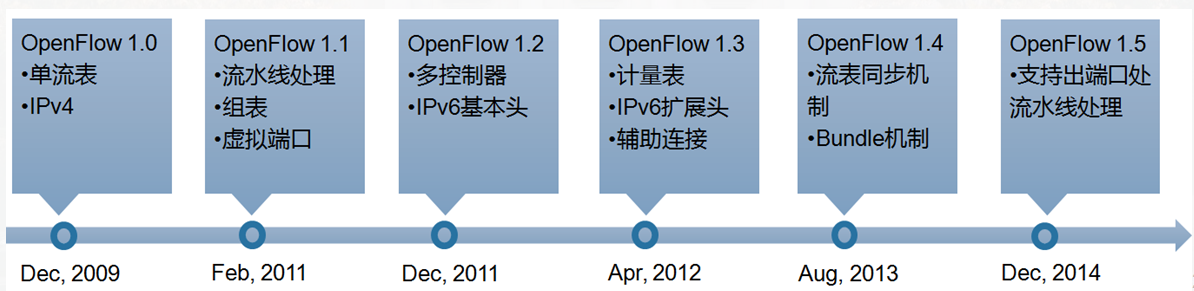 OpenFlow 1.0
•单流表
•IPv4
OpenFlow 1.1
•流水线处理
•组表
•虚拟端口
OpenFlow 1.2
•多控制器
•IPv6基本头
OpenFlow 1.3
•计量表
•IPv6扩展头
•辅助连接
OpenFlow 1.4
•流表同步机
制
•Bundle机制
OpenFlow 1.5
•支持出端口处
流水线处理
Dec, 2009
Feb, 2011
Dec, 2011
Apr, 2012
Aug, 2013
Dec, 2014